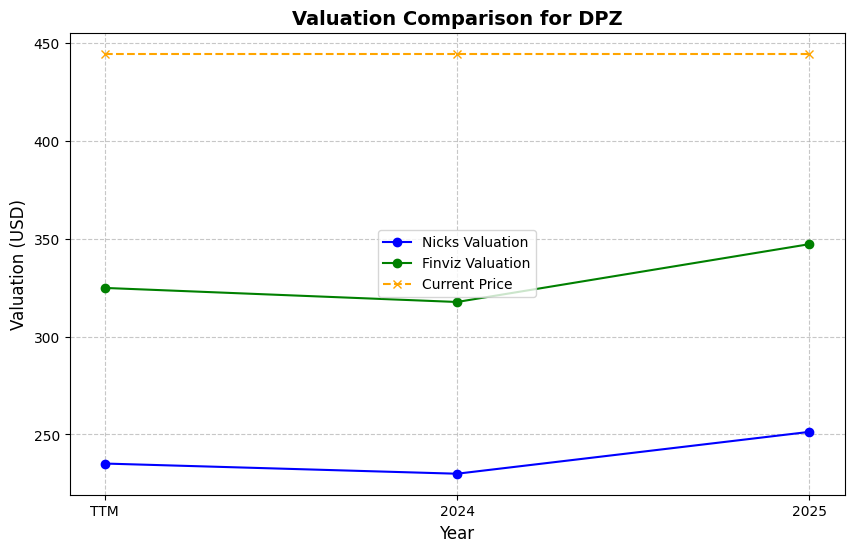 Valuation Comparison for DPZ
450
400
350
300
250
Valuation (USD)
Nicks Valuation
Finviz Valuation
Current Price
TTM
2024
2025
Year